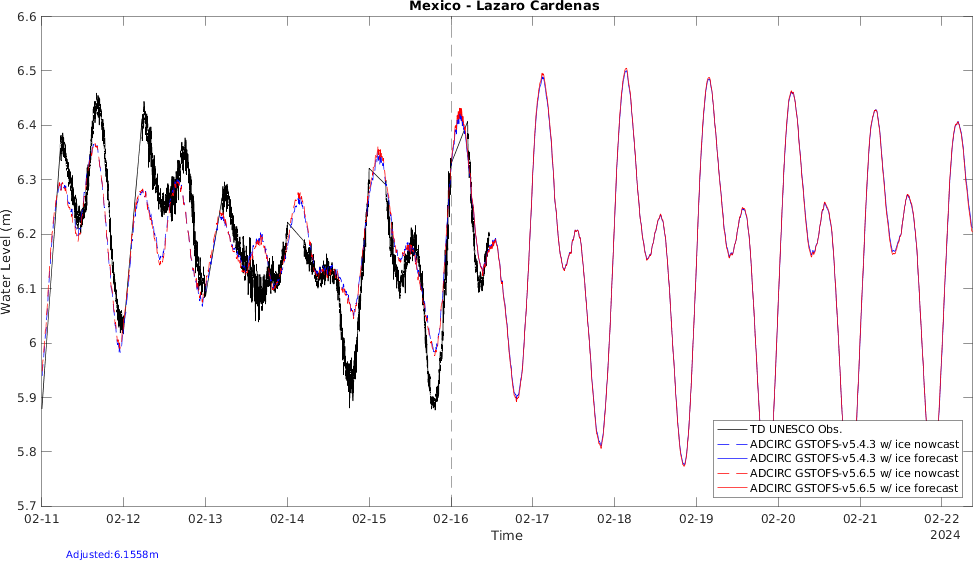 Mexico - Lazaro Cardenas
6.6
6.5
6.4
6.3
6.2
6.1
6
5.9
5.8
5.7
Water Level (m)
TD UNESCO Obs.
ADCIRC GSTOFS-v5.4.3 w/ ice nowcast
ADCIRC GSTOFS-v5.4.3 w/ ice forecast
ADCIRC GSTOFS-v5.6.5 w/ ice nowcast
ADCIRC GSTOFS-v5.6.5 w/ ice forecast
02-11 02-12 02-13 02-14 02-15 02-16 02-17 02-18 02-19 02-20 02-21 02-22
Time
2024
Adjusted:6.1558m